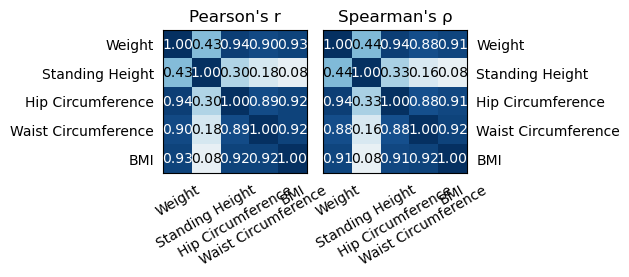 Pearson's r
Spearman's ρ
Weight 1.00 0.43 0.94 0.90 0.93 1.00 0.44 0.94 0.88 0.91 Weight
Standing Height 0.43 1.00 0.30 0.18 0.08 0.44 1.00 0.33 0.16 0.08 Standing Height
Hip Circumference 0.94 0.30 1.00 0.89 0.92 0.94 0.33 1.00 0.88 0.91 Hip Circumference
Waist Circumference 0.90 0.18 0.89 1.00 0.92 0.88 0.16 0.88 1.00 0.92 Waist Circumference
BMI 0.93 0.08 0.92 0.92 1.00 0.91 0.08 0.91 0.92 1.00 BMI
Weight
Standing Height
Hip Circumference
Waist Circumference
BMI
Weight
Standing Height
Hip Circumference
Waist Circumference
BMI